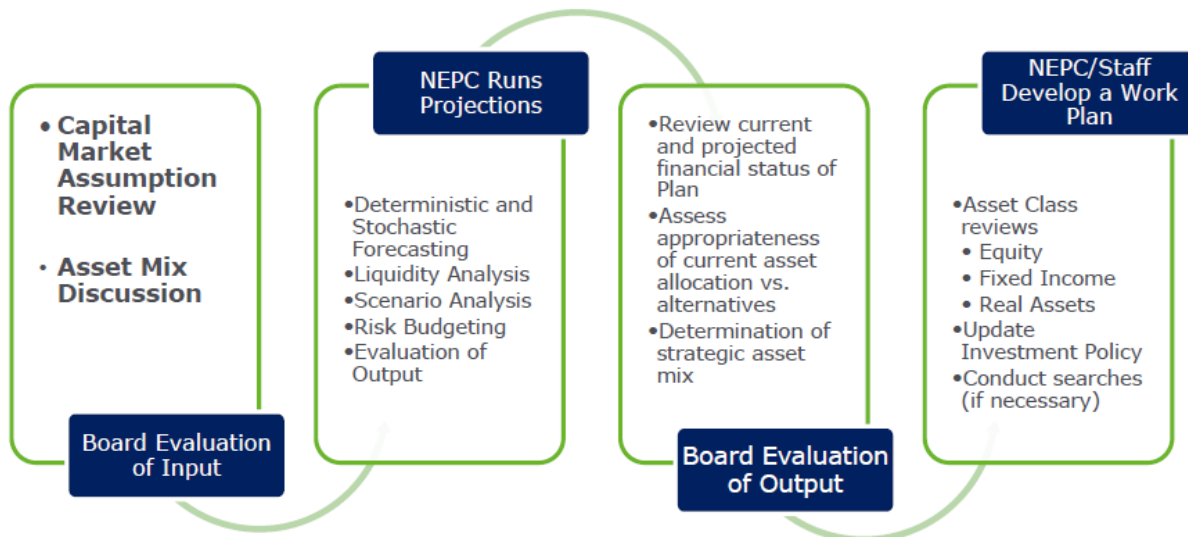 • Capital
Market
Assumption
Review
• Asset Mix
Discussion
Board Evaluation
of Input
NEPC Runs
Projections
•Deterministic and
Stochastic
Forecasting
•Liquidity Analysis
•Scenario Analysis
•Risk Budgeting
•Evaluation of
Output
•Review current
and projected
financial status of
Plan
•Assess
appropriateness
of current asset
allocation vs.
alternatives
•Determination of
strategic asset
mix
Board Evaluation
of Output
NEPC/Staff
Develop a Work
Plan
•Asset Class
reviews
• Equity
• Fixed Income
• Real Assets
•Update
Investment Policy
•Conduct searches
(if necessary)